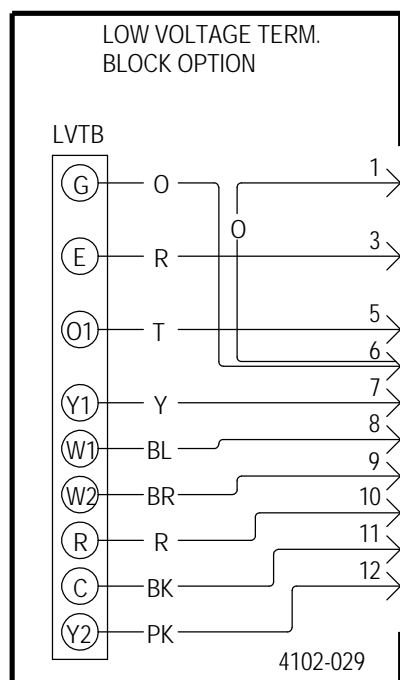 LOW VOLTAGE TERM.
BLOCK OPTION
LVTB
G O 1
O
E R 3
O1 T 5
6
Y1 Y 7
W1 BL 8
W2 BR 9
R R 10
C BK 11
Y2 PK 12
4102-029